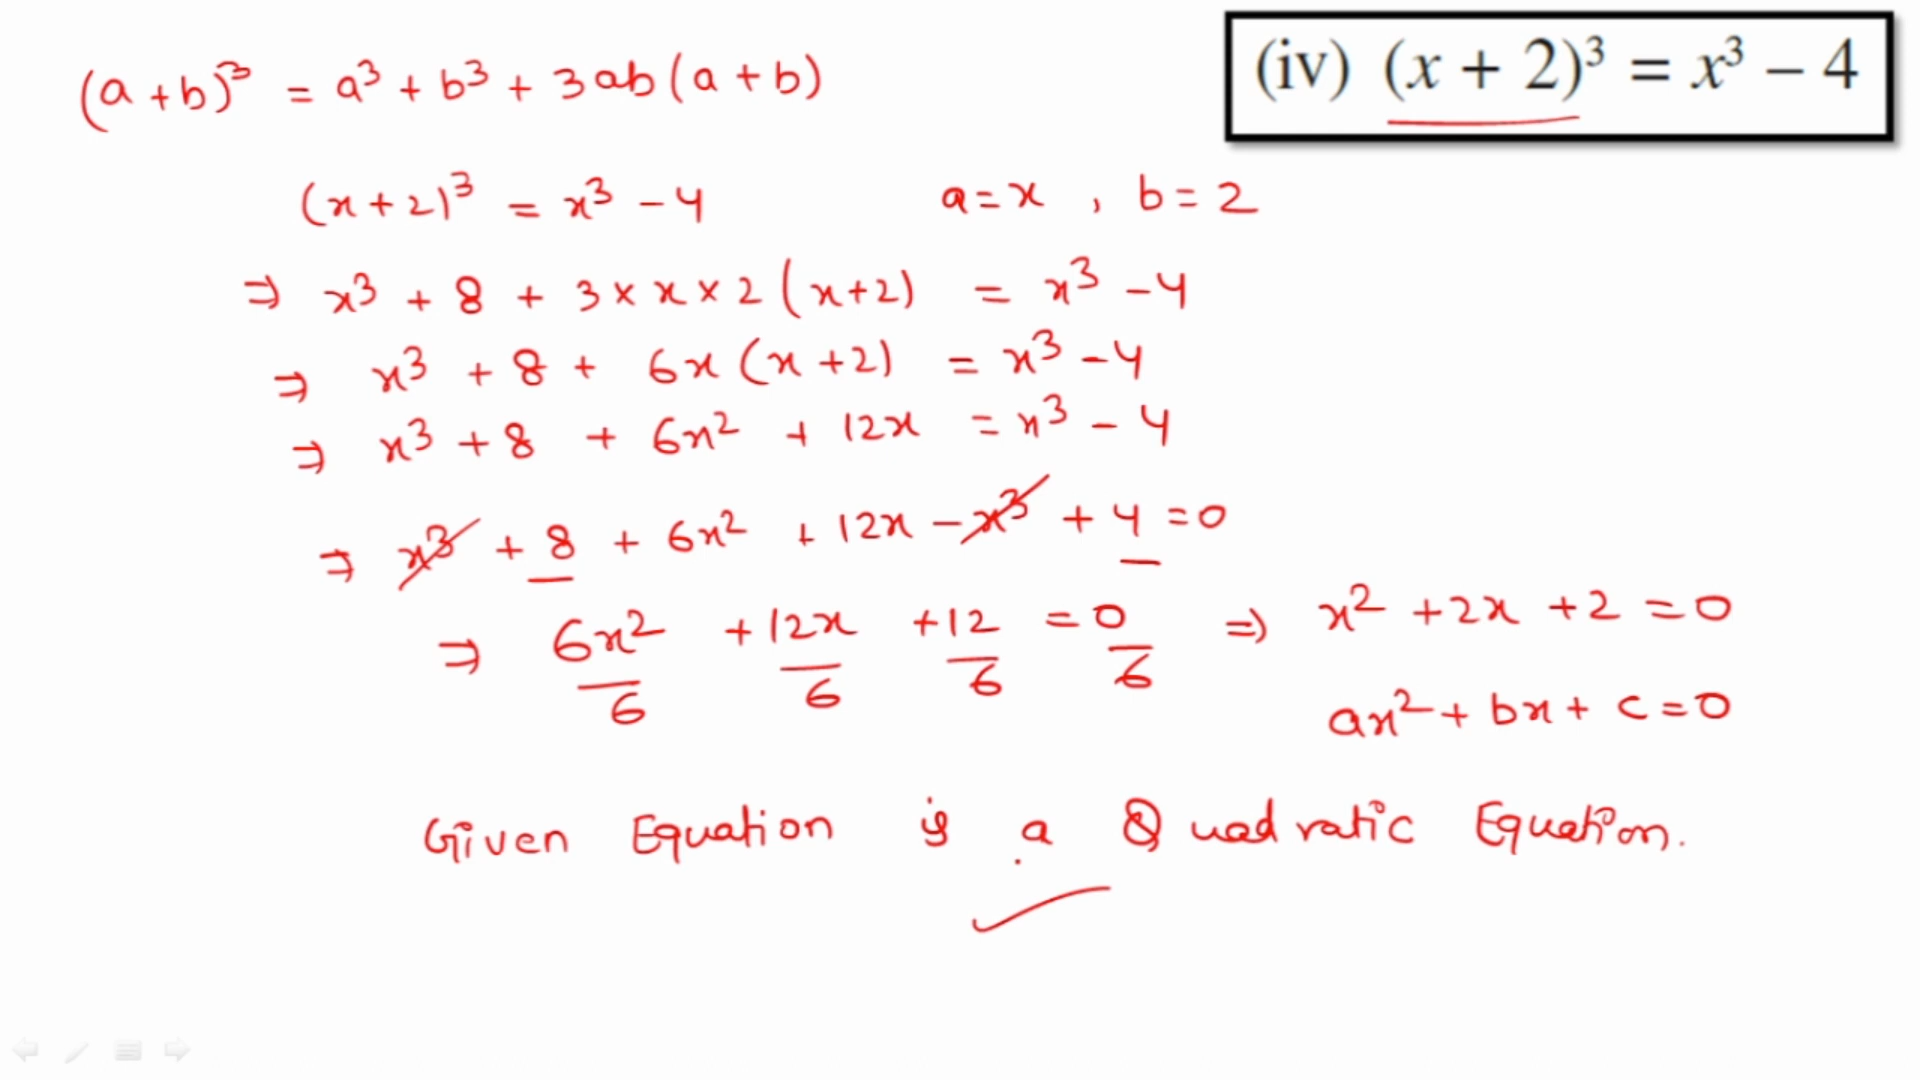 (iv) (x + 2)³ = x³ – 4
(a+b)³ = a³ + b³ + 3ab(a+b)
(x+2)³ = x³ - 4 a=x , b=2
⇒ x³ + 8 + 3 × x × 2 (x+2) = x³ - 4
⇒ x³ + 8 + 6x (x+2) = x³ - 4
⇒ x³ + 8 + 6x² + 12x = x³ - 4
⇒ x³ + 8 + 6x² + 12x - x³ + 4 = 0
⇒ 6x²/6 + 12x/6 + 12/6 = 0/6 ⇒ x² + 2x + 2 = 0
ax² + bx + c = 0
Given Equation is a Quadratic Equation.